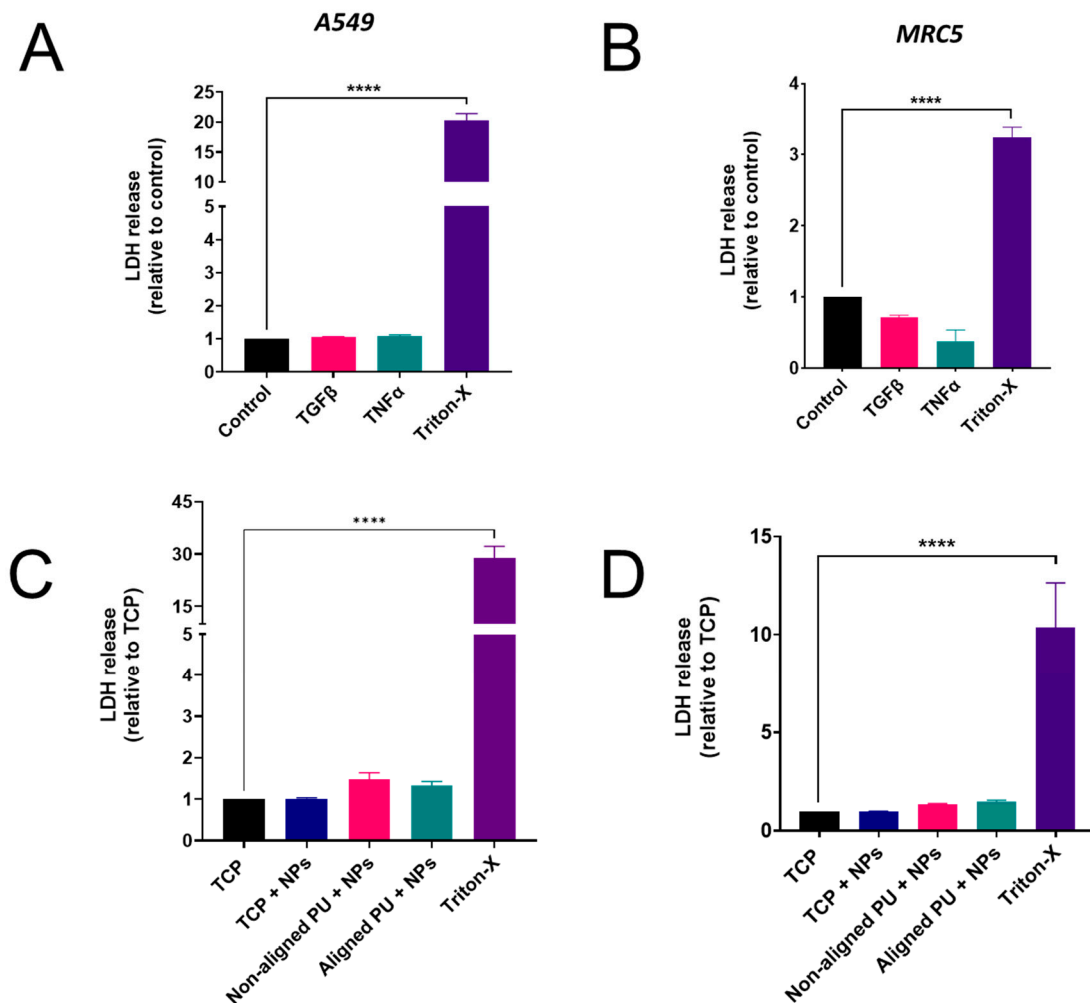 A
A549
LDH release
(relative to control)
25
20
15
10
5
4
3
2
1
0
****
Control
TGFβ
TNFα
Triton-X
B
MRC5
LDH release
(relative to control)
4
3
2
1
0
****
Control
TGFβ
TNFα
Triton-X
C
LDH release
(relative to TCP)
45
30
15
5
4
3
2
1
0
****
TCP
TCP + NPs
Non-aligned PU + NPs
Aligned PU + NPs
Triton-X
D
LDH release
(relative to TCP)
15
10
5
0
****
TCP
TCP + NPs
Non-aligned PU + NPs
Aligned PU + NPs
Triton-X